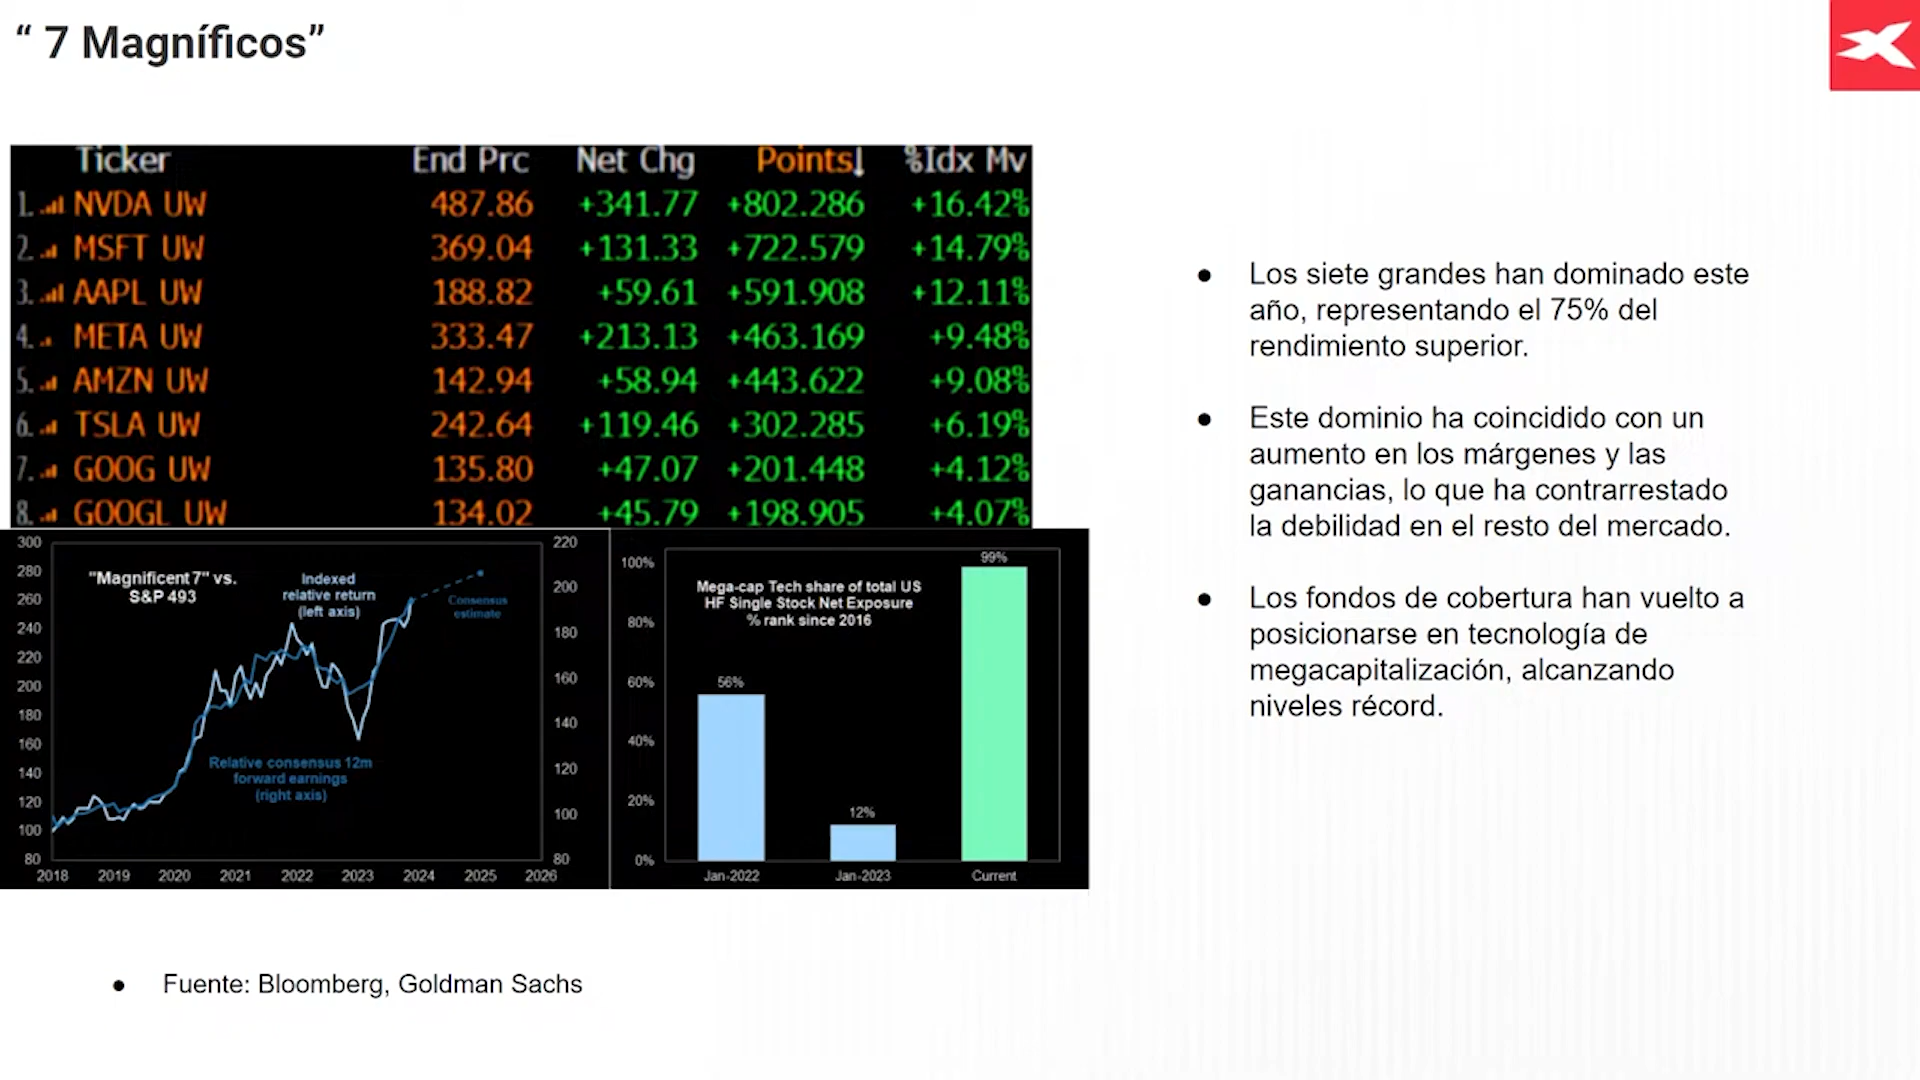 “ 7 Magníficos”
Ticker End Prc Net Chg Points↓ %Idx Mv
1. NVDA UW 487.86 +341.77 +802.286 +16.42%
2. MSFT UW 369.04 +131.33 +722.579 +14.79%
3. AAPL UW 188.82 +59.61 +591.908 +12.11%
4. META UW 333.47 +213.13 +463.169 +9.48%
5. AMZN UW 142.94 +58.94 +443.622 +9.08%
6. TSLA UW 242.64 +119.46 +302.285 +6.19%
7. GOOG UW 135.80 +47.07 +201.448 +4.12%
8. GOOGL UW 134.02 +45.79 +198.905 +4.07%
300
280
260
240
220
200
180
160
140
120
100
80
"Magnificent 7" vs.
S&P 493
Indexed
relative return
(left axis)
Consensus
estimate
Relative consensus 12m
forward earnings
(right axis)
220
200
180
160
140
120
100
80
2018 2019 2020 2021 2022 2023 2024 2025 2026
100%
80%
60%
40%
20%
0%
Mega-cap Tech share of total US
HF Single Stock Net Exposure
% rank since 2016
56%
12%
99%
Jan-2022 Jan-2023 Current
● Los siete grandes han dominado este
año, representando el 75% del
rendimiento superior.
● Este dominio ha coincidido con un
aumento en los márgenes y las
ganancias, lo que ha contrarrestado
la debilidad en el resto del mercado.
● Los fondos de cobertura han vuelto a
posicionarse en tecnología de
megacapitalización, alcanzando
niveles récord.
● Fuente: Bloomberg, Goldman Sachs